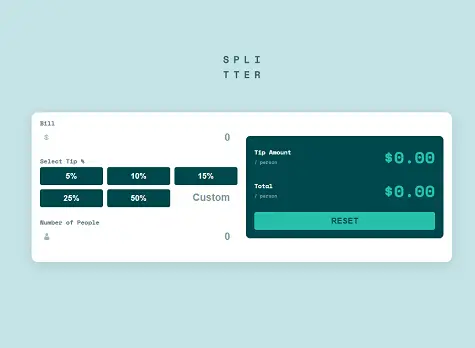 SPLI
TTER
Bill
$ 0
Select Tip %
5% 10% 15%
25% 50% Custom
Number of People
0
Tip Amount
/ person
$0.00
Total
/ person
$0.00
RESET